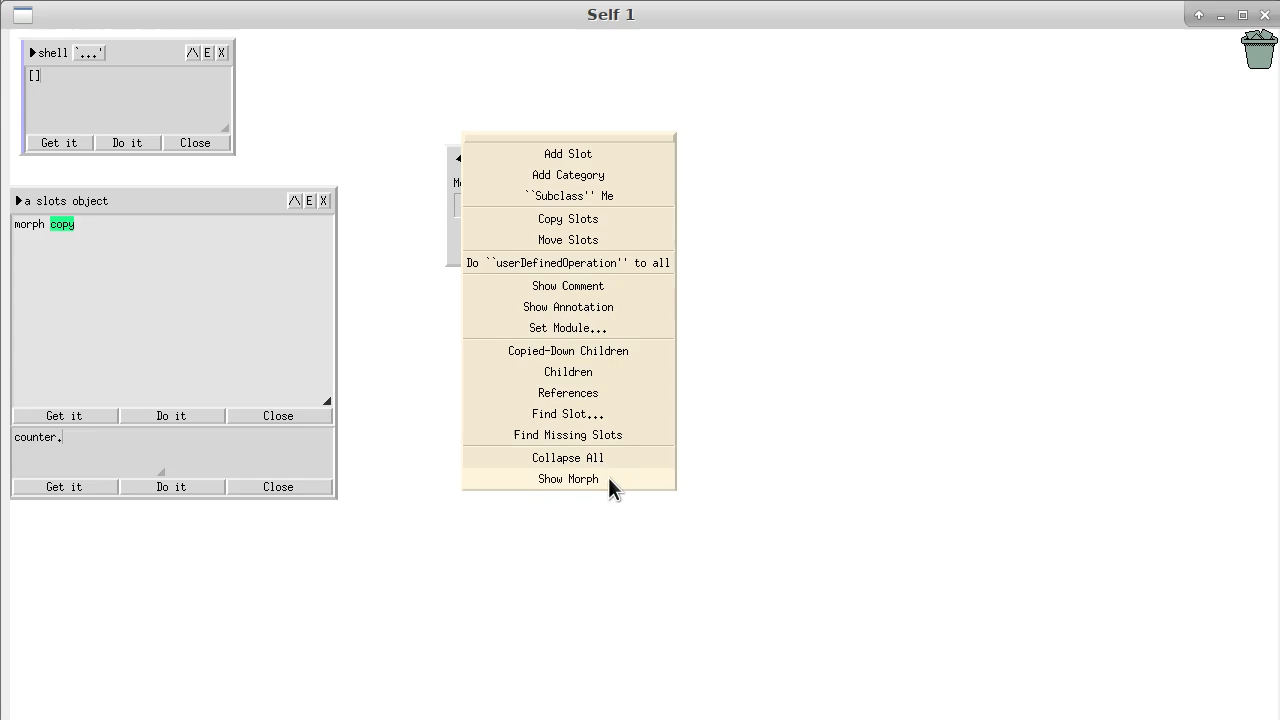 Self 1
shell `...' /\ E X
[]
Get it Do it Close
a slots object /\ E X
morph copy
Get it Do it Close
counter.
Get it Do it Close
Add Slot
Add Category
``Subclass'' Me
Copy Slots
Move Slots
Do ``userDefinedOperation'' to all
Show Comment
Show Annotation
Set Module...
Copied-Down Children
Children
References
Find Slot...
Find Missing Slots
Collapse All
Show Morph